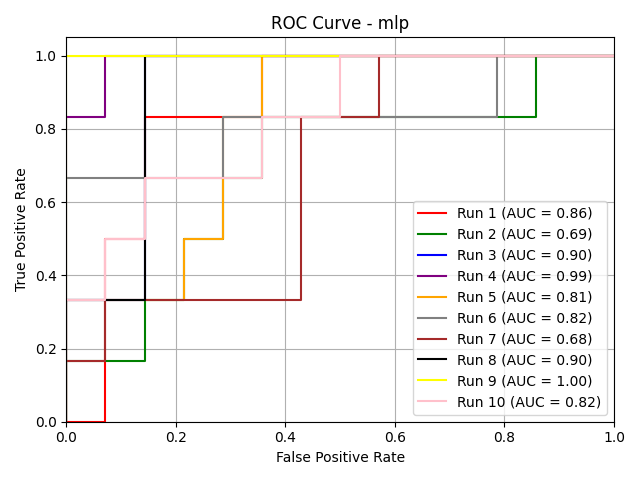 ROC Curve - mlp
True Positive Rate
1.0
0.8
0.6
0.4
0.2
0.0
Run 1 (AUC = 0.86)
Run 2 (AUC = 0.69)
Run 3 (AUC = 0.90)
Run 4 (AUC = 0.99)
Run 5 (AUC = 0.81)
Run 6 (AUC = 0.82)
Run 7 (AUC = 0.68)
Run 8 (AUC = 0.90)
Run 9 (AUC = 1.00)
Run 10 (AUC = 0.82)
0.0 0.2 0.4 0.6 0.8 1.0
False Positive Rate